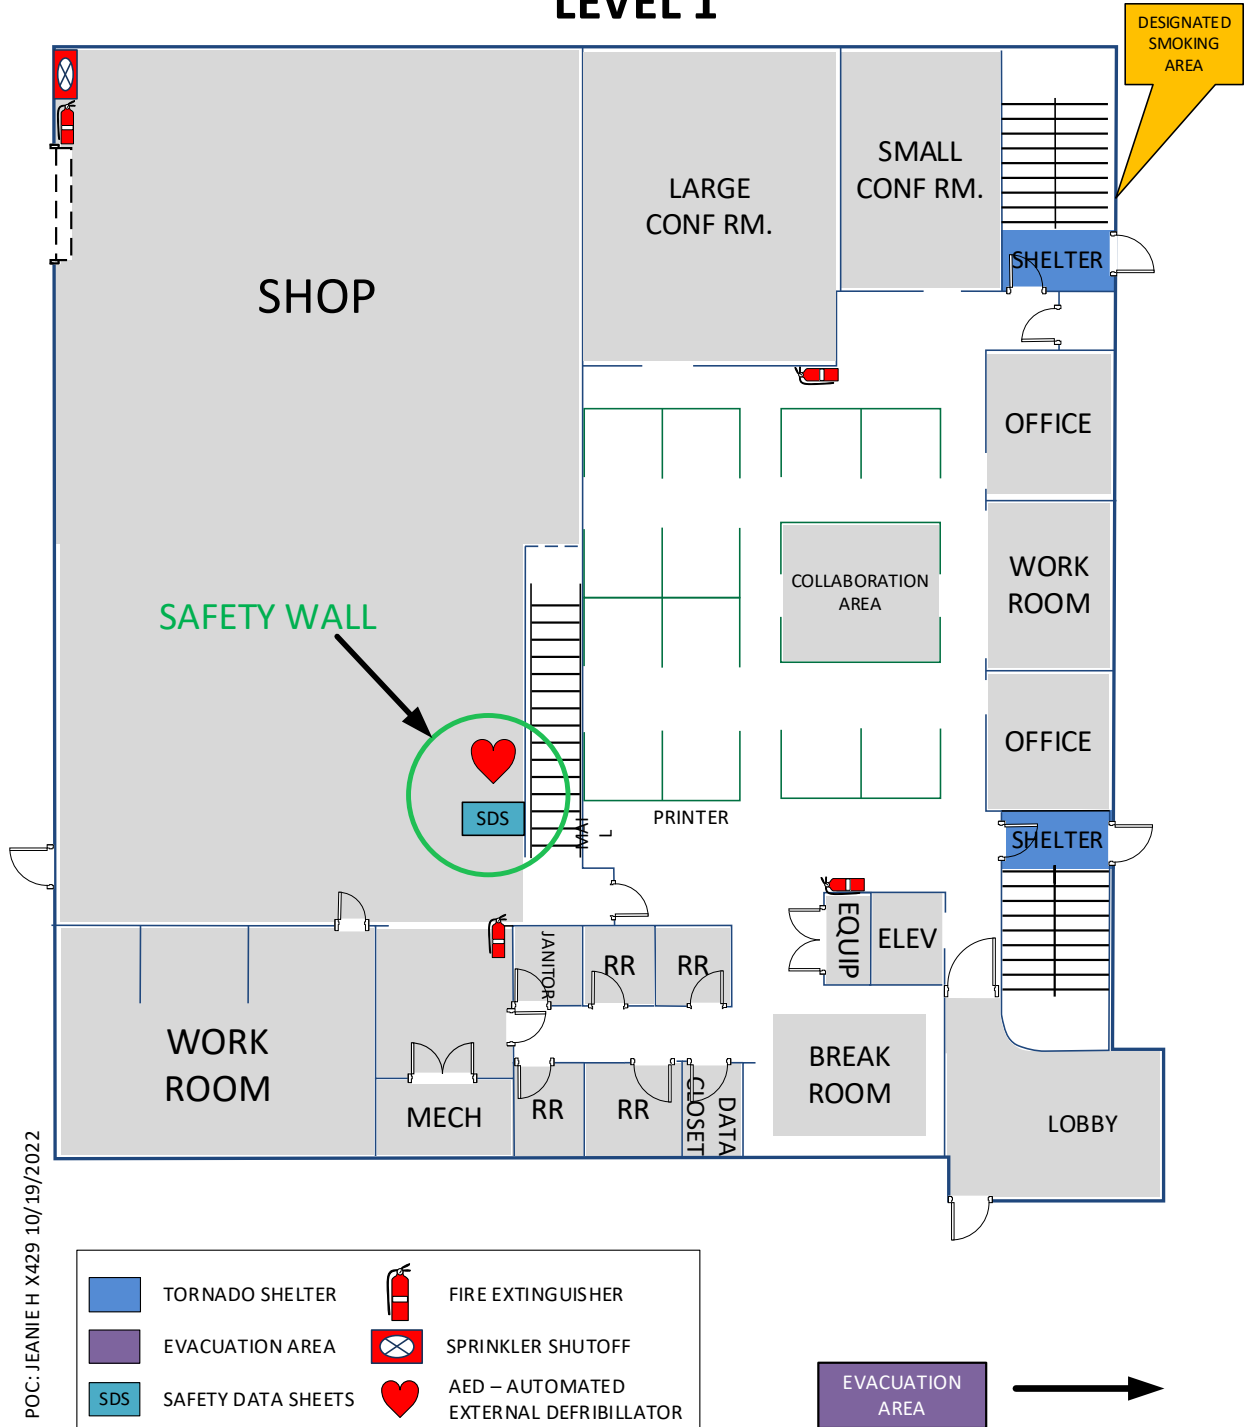 LEVEL 1
DESIGNATED
SMOKING
AREA
SMALL
CONF RM.
LARGE
CONF RM.
SHELTER
SHOP
OFFICE
WORK
ROOM
COLLABORATION
AREA
SAFETY WALL
OFFICE
SDS
MAIL
PRINTER
SHELTER
EQUIP
ELEV
JANITOR
RR
RR
WORK
ROOM
BREAK
ROOM
MECH
RR
RR
DATA
CLOSET
LOBBY
POC: JEANIE H X429 10/19/2022
TORNADO SHELTER
FIRE EXTINGUISHER
EVACUATION AREA
SPRINKLER SHUTOFF
SDS
SAFETY DATA SHEETS
AED – AUTOMATED
EXTERNAL DEFRIBILLATOR
EVACUATION
AREA